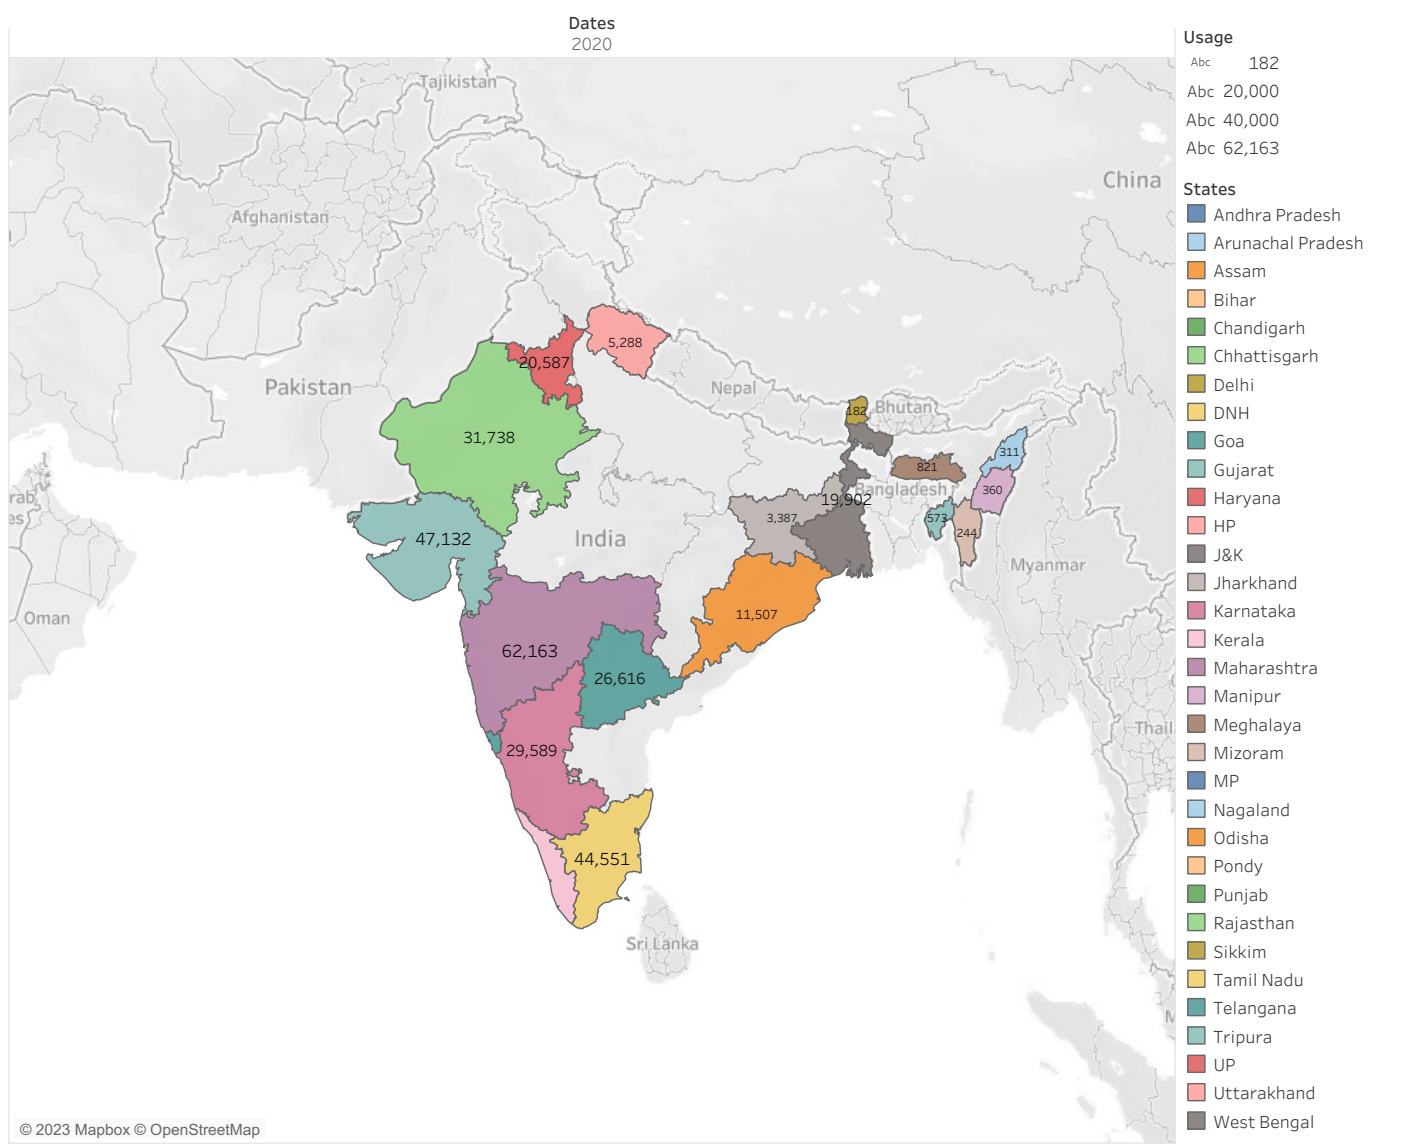 Dates
2020
Tajikistan
China
Afghanistan
Pakistan
Nepal
Bhutan
Bangladesh
India
Myanmar
Oman
Sri Lanka
Thail
rab
es
M
5,288
20,587
31,738
182
311
821
360
19,902
3,387
573
244
47,132
11,507
62,163
26,616
29,589
44,551
© 2023 Mapbox © OpenStreetMap
Usage
Abc 182
Abc 20,000
Abc 40,000
Abc 62,163
States
Andhra Pradesh
Arunachal Pradesh
Assam
Bihar
Chandigarh
Chhattisgarh
Delhi
DNH
Goa
Gujarat
Haryana
HP
J&K
Jharkhand
Karnataka
Kerala
Maharashtra
Manipur
Meghalaya
Mizoram
MP
Nagaland
Odisha
Pondy
Punjab
Rajasthan
Sikkim
Tamil Nadu
Telangana
Tripura
UP
Uttarakhand
West Bengal